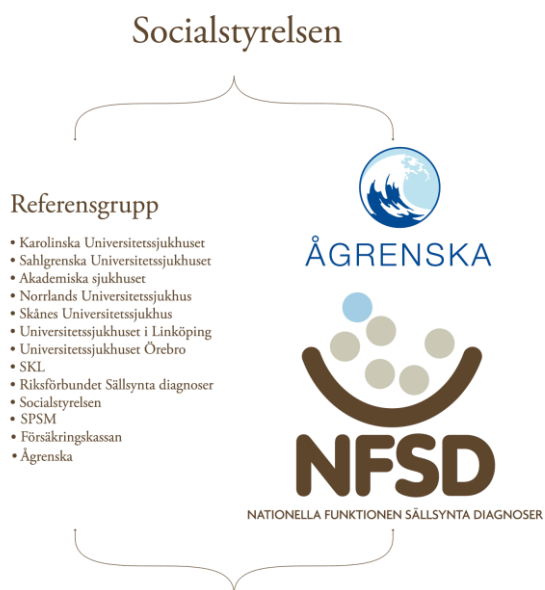 Socialstyrelsen
Referensgrupp
• Karolinska Universitetssjukhuset
• Sahlgrenska Universitetssjukhuset
• Akademiska sjukhuset
• Norrlands Universitetssjukhus
• Skånes Universitetssjukhus
• Universitetssjukhuset i Linköping
• Universitetssjukhuset Örebro
• SKL
• Riksförbundet Sällsynta diagnoser
• Socialstyrelsen
• SPSM
• Försäkringskassan
• Ågrenska
ÅGRENSKA
NFSD
NATIONELLA FUNKTIONEN SÄLLSYNTA DIAGNOSER